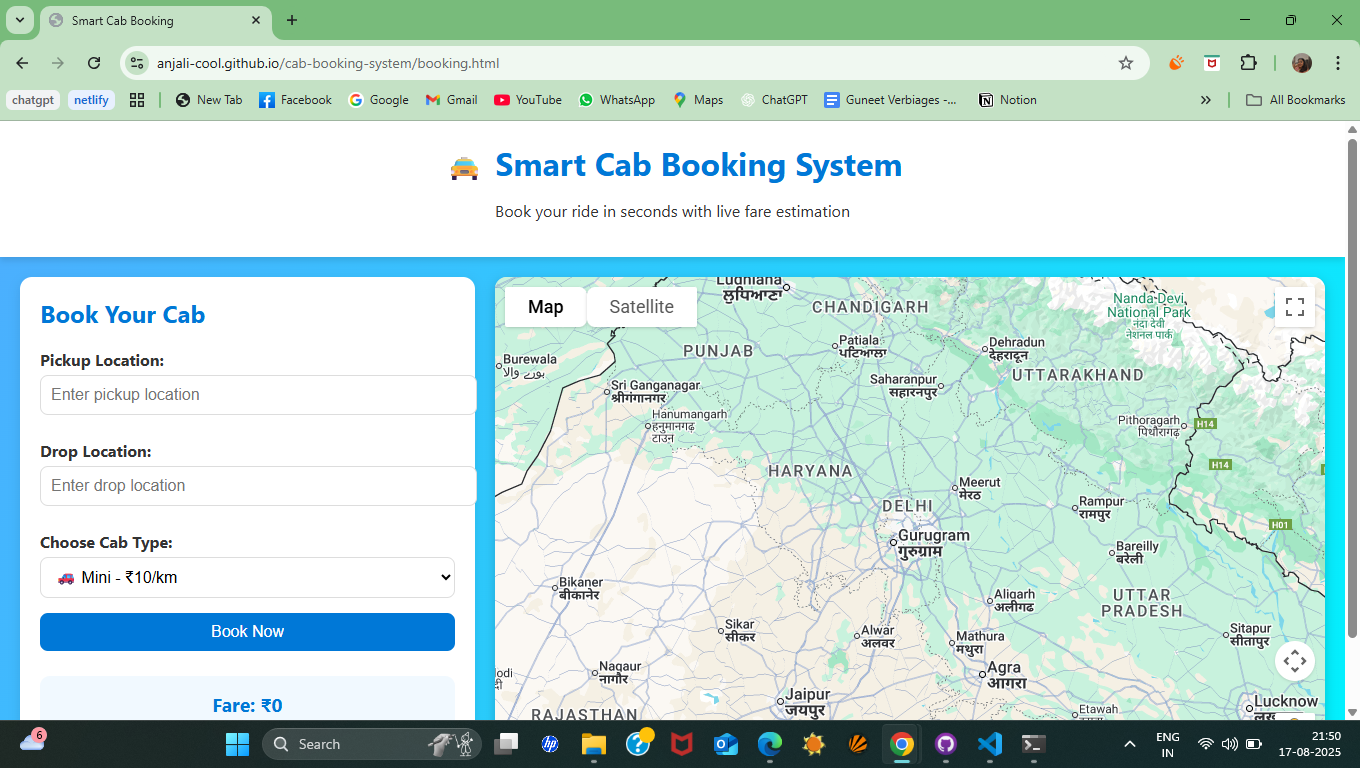 Smart Cab Booking
anjali-cool.github.io/cab-booking-system/booking.html
chatgpt netlify New Tab Facebook Google Gmail YouTube WhatsApp Maps ChatGPT Guneet Verbiages -... Notion » All Bookmarks
Smart Cab Booking System
Book your ride in seconds with live fare estimation
Book Your Cab
Pickup Location:
Enter pickup location
Drop Location:
Enter drop location
Choose Cab Type:
Mini - ₹10/km
Book Now
Fare: ₹0
Map Satellite
Ludhiana
ਲੁਧਿਆਣਾ
CHANDIGARH
Nanda Devi
National Park
नंदा देवी
नेशनल पार्क
Burewala
بورے والا
PUNJAB
Patiala
ਪਟਿਆਲਾ
Dehradun
देहरादून
UTTARAKHAND
Sri Ganganagar
श्रीगंगानगर
Saharanpur
सहारनपुर
Hanumangarh
हनुमानगढ़
टाउन
Pithoragarh
पिथौरागढ़
H14
H14
HARYANA
Meerut
मेरठ
DELHI
Rampur
रामपुर
H01
Gurugram
गुरुग्राम
Bareilly
बरेली
Bikaner
बीकानेर
Aligarh
अलीगढ
UTTAR
PRADESH
Sikar
सीकर
Alwar
अलवर
Mathura
मथुरा
Sitapur
सीतापुर
Nagaur
नागौर
Agra
आगरा
Jaipur
जयपुर
Lucknow
RAJASTHAN
Etawah
6
Search
ENG
IN
21:50
17-08-2025